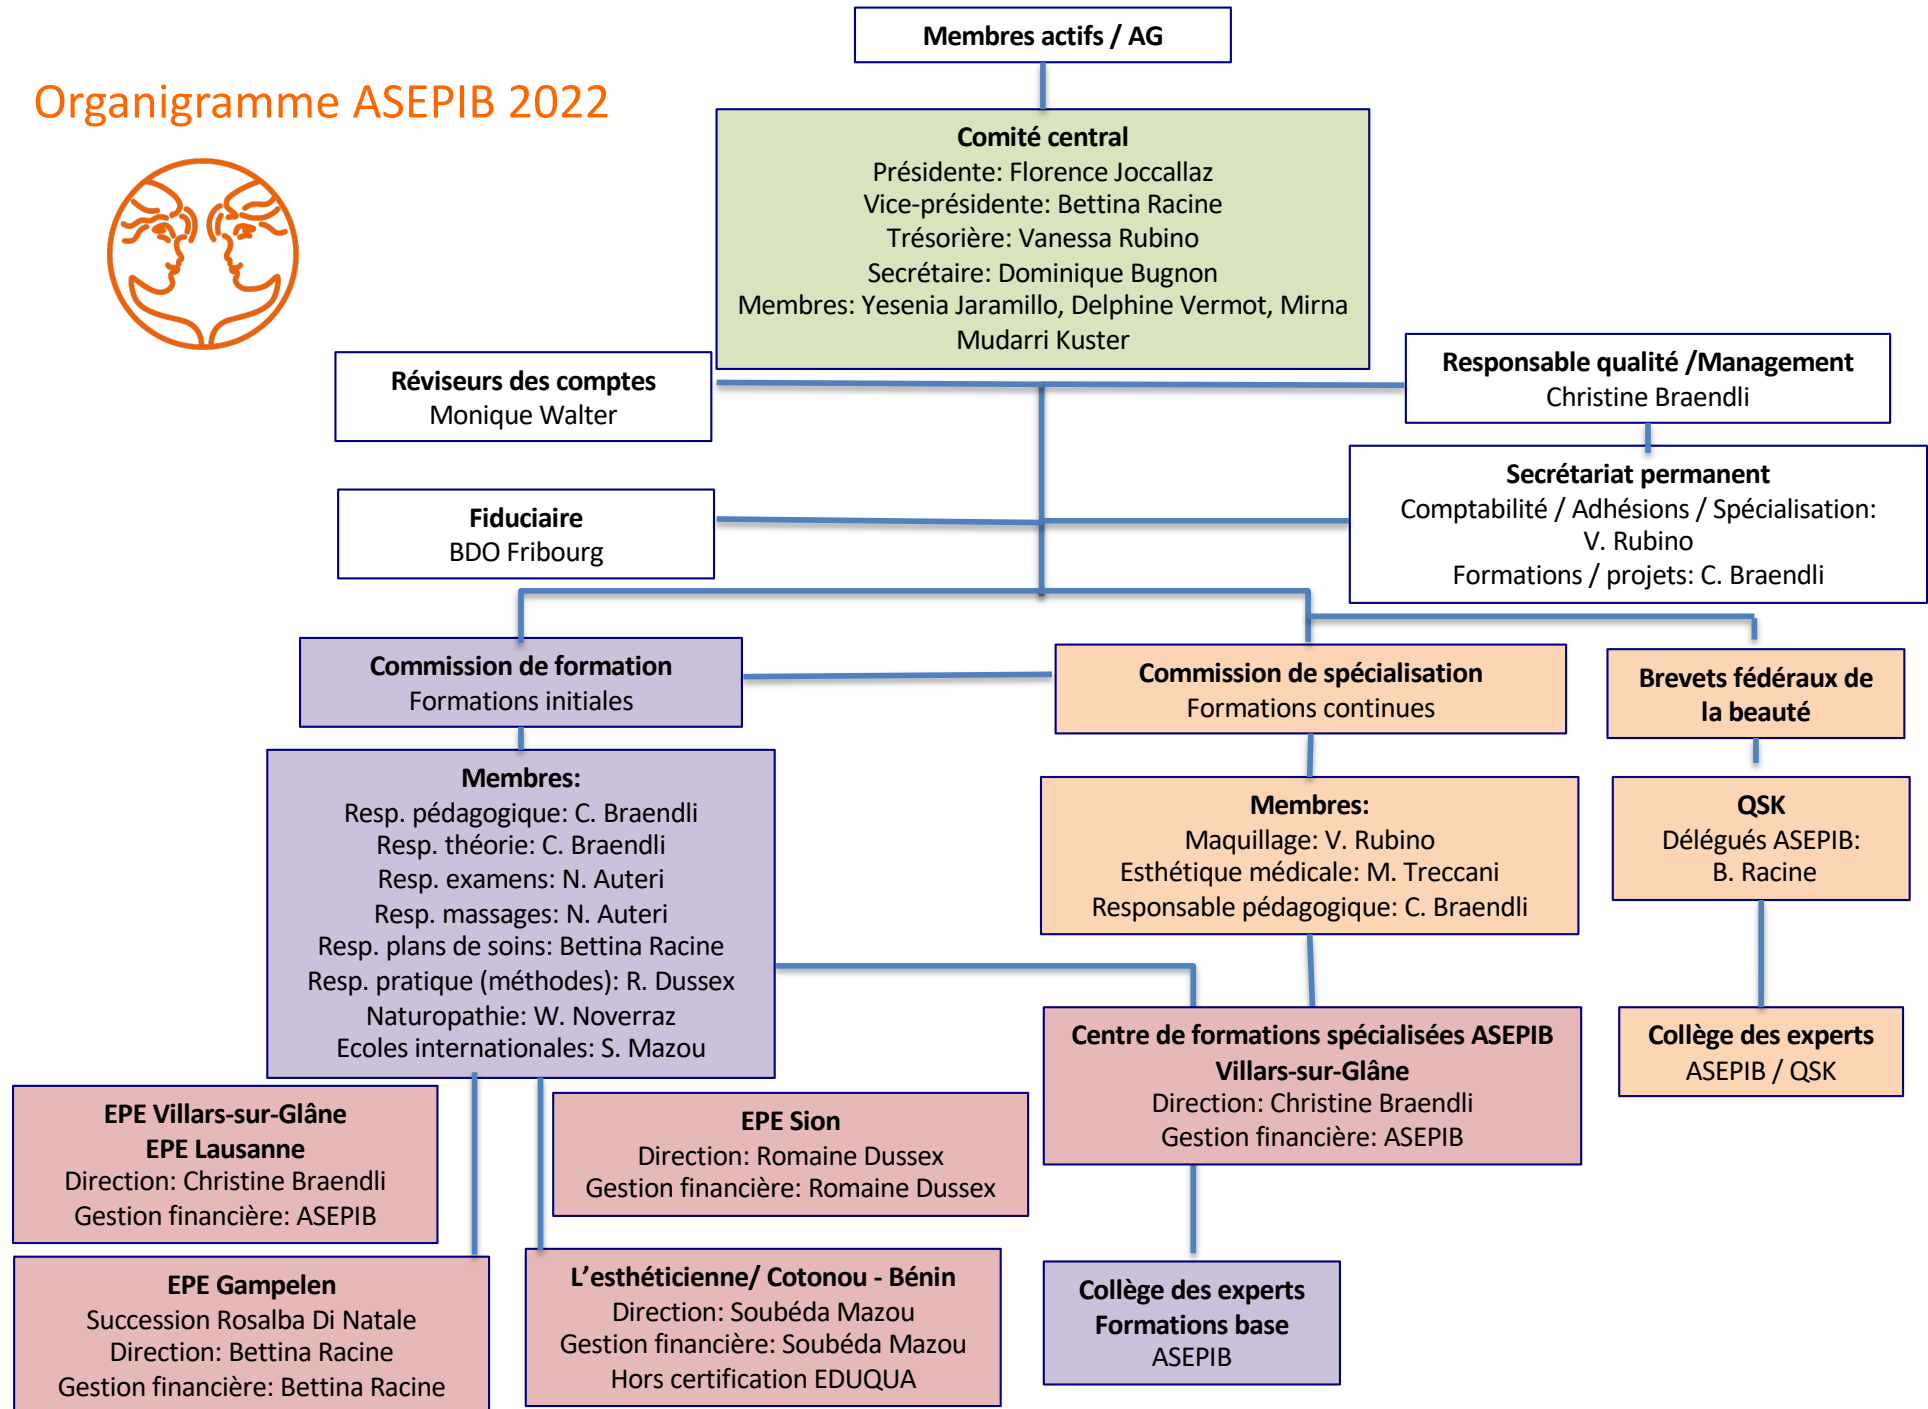 Membres actifs / AG
Organigramme ASEPIB 2022
Comité central
Présidente: Florence Joccallaz
Vice-présidente: Bettina Racine
Trésorière: Vanessa Rubino
Secrétaire: Dominique Bugnon
Membres: Yesenia Jaramillo, Delphine Vermot, Mirna
Mudarri Kuster
Réviseurs des comptes
Monique Walter
Responsable qualité /Management
Christine Braendli
Fiduciaire
BDO Fribourg
Secrétariat permanent
Comptabilité / Adhésions / Spécialisation:
V. Rubino
Formations / projets: C. Braendli
Commission de formation
Formations initiales
Commission de spécialisation
Formations continues
Brevets fédéraux de
la beauté
Membres:
Resp. pédagogique: C. Braendli
Resp. théorie: C. Braendli
Resp. examens: N. Auteri
Resp. massages: N. Auteri
Resp. plans de soins: Bettina Racine
Resp. pratique (méthodes): R. Dussex
Naturopathie: W. Noverraz
Ecoles internationales: S. Mazou
Membres:
Maquillage: V. Rubino
Esthétique médicale: M. Treccani
Responsable pédagogique: C. Braendli
QSK
Délégués ASEPIB:
B. Racine
Centre de formations spécialisées ASEPIB
Villars-sur-Glâne
Direction: Christine Braendli
Gestion financière: ASEPIB
Collège des experts
ASEPIB / QSK
EPE Villars-sur-Glâne
EPE Lausanne
Direction: Christine Braendli
Gestion financière: ASEPIB
EPE Sion
Direction: Romaine Dussex
Gestion financière: Romaine Dussex
EPE Gampelen
Succession Rosalba Di Natale
Direction: Bettina Racine
Gestion financière: Bettina Racine
L’esthéticienne/ Cotonou - Bénin
Direction: Soubéda Mazou
Gestion financière: Soubéda Mazou
Hors certification EDUQUA
Collège des experts
Formations base
ASEPIB